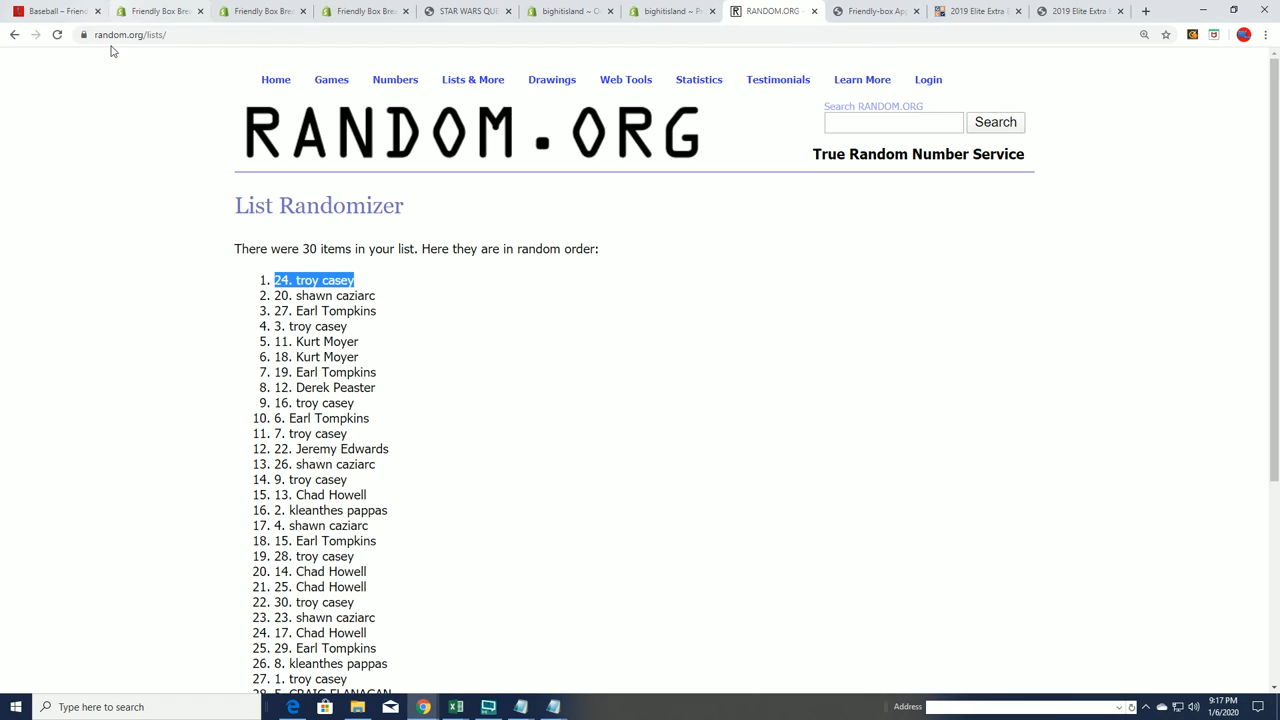 Baseball – Frien
Friendly Box Bre
Friendly Box Bre
Friendly Box Bre
STAR WARS QUE
bighitisland ~ O
bighitisland ~ P
RANDOM.ORG -
Friendly-box App
2019 Elite Extra
2019 Elite Extra
random.org/lists/
Home Games Numbers Lists & More Drawings Web Tools Statistics Testimonials Learn More Login
RANDOM.ORG
Search RANDOM.ORG
Search
True Random Number Service
List Randomizer
There were 30 items in your list. Here they are in random order:
1. 24. troy casey
2. 20. shawn caziarc
3. 27. Earl Tompkins
4. 3. troy casey
5. 11. Kurt Moyer
6. 18. Kurt Moyer
7. 19. Earl Tompkins
8. 12. Derek Peaster
9. 16. troy casey
10. 6. Earl Tompkins
11. 7. troy casey
12. 22. Jeremy Edwards
13. 26. shawn caziarc
14. 9. troy casey
15. 13. Chad Howell
16. 2. kleanthes pappas
17. 4. shawn caziarc
18. 15. Earl Tompkins
19. 28. troy casey
20. 14. Chad Howell
21. 25. Chad Howell
22. 30. troy casey
23. 23. shawn caziarc
24. 17. Chad Howell
25. 29. Earl Tompkins
26. 8. kleanthes pappas
27. 1. troy casey
28. 5. CRAIG FLANAGAN
Type here to search
Address
9:17 PM
1/6/2020